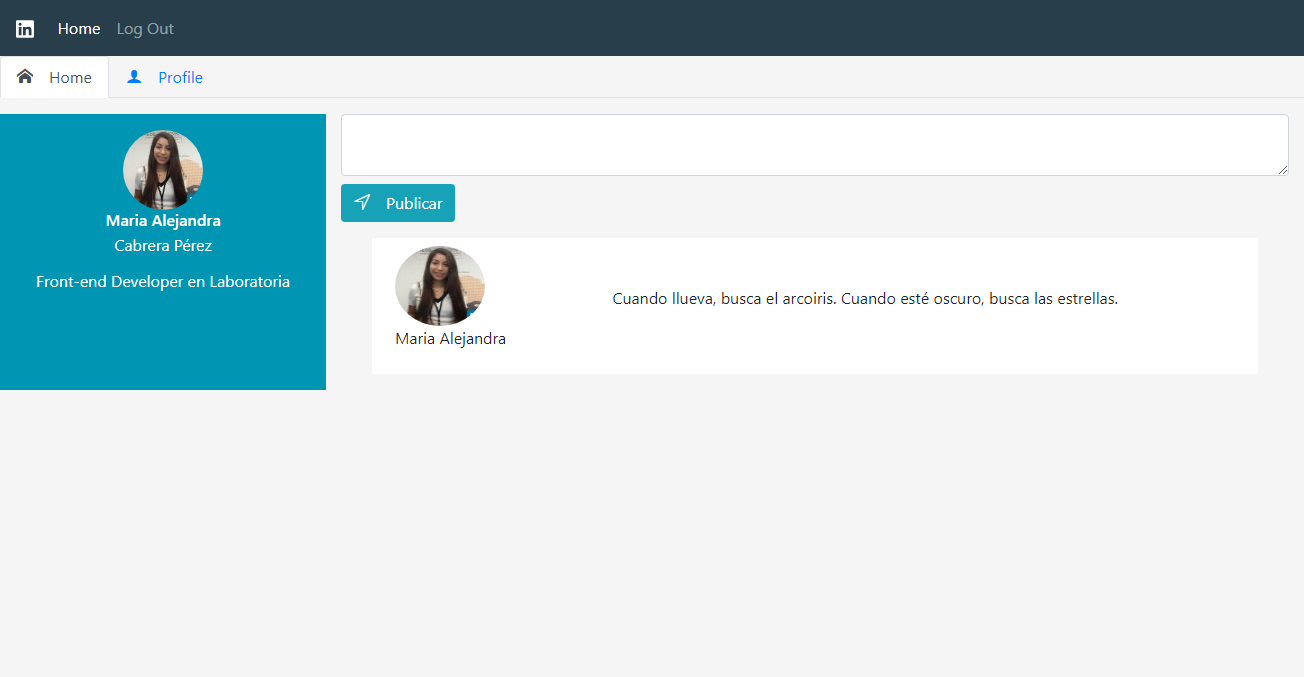 in Home Log Out
Home Profile
Maria Alejandra
Cabrera Pérez
Front-end Developer en Laboratoria
Publicar
Cuando llueva, busca el arcoiris. Cuando esté oscuro, busca las estrellas.
Maria Alejandra